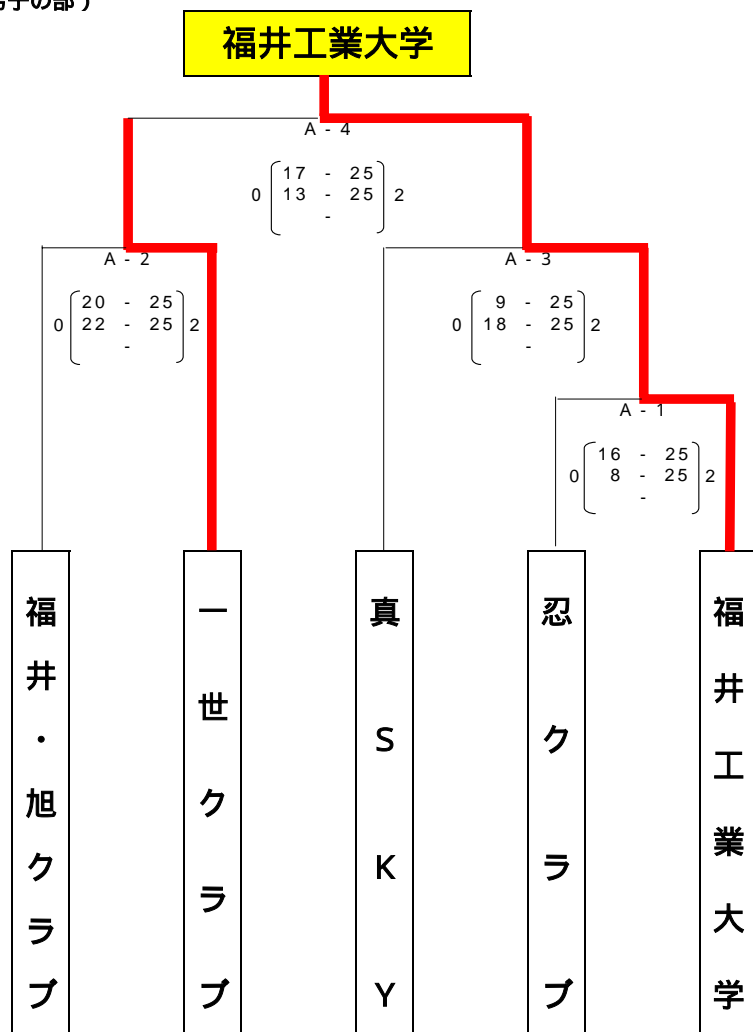 子の部）
福井工業大学
A - 4
17 - 25
0 13 - 25 2
-
A - 2
20 - 25
0 22 - 25 2
-
A - 3
9 - 25
0 18 - 25 2
-
A - 1
16 - 25
0 8 - 25 2
-
福井・旭クラブ
一世クラブ
真SKY
忍クラブ
福井工業大学